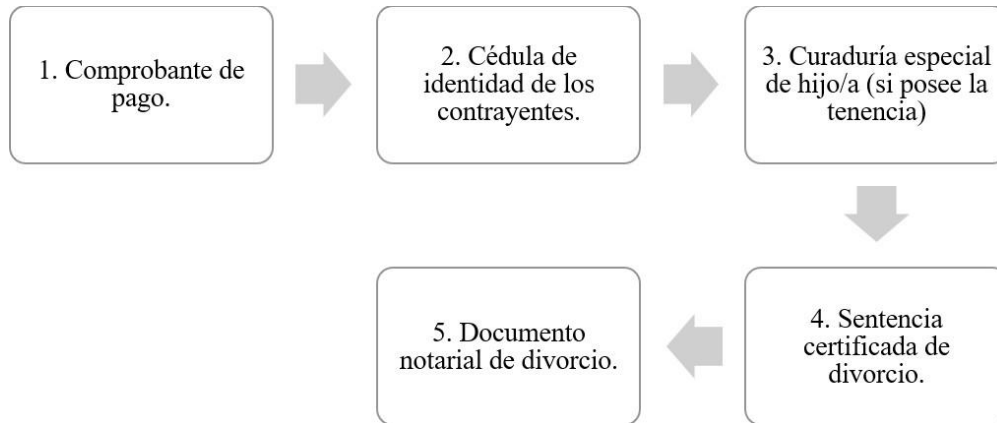 1. Comprobante de
pago.
2. Cédula de
identidad de los
contrayentes.
3. Curaduría especial
de hijo/a (si posee la
tenencia)
4. Sentencia
certificada de
divorcio.
5. Documento
notarial de divorcio.